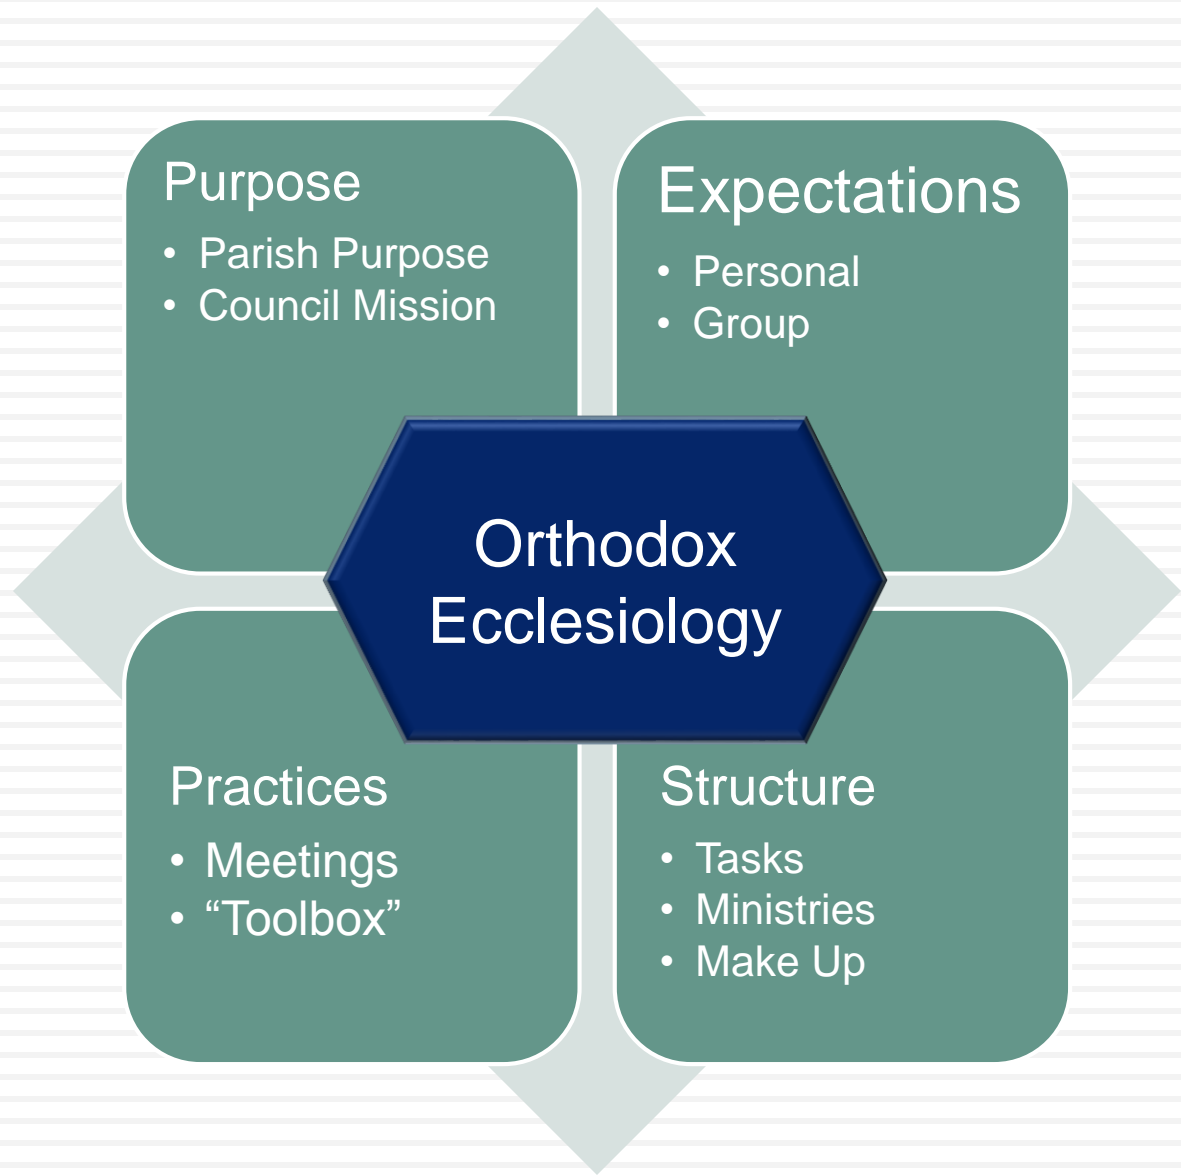 Purpose
• Parish Purpose
• Council Mission
Expectations
• Personal
• Group
Orthodox
Ecclesiology
Practices
• Meetings
• “Toolbox”
Structure
• Tasks
• Ministries
• Make Up